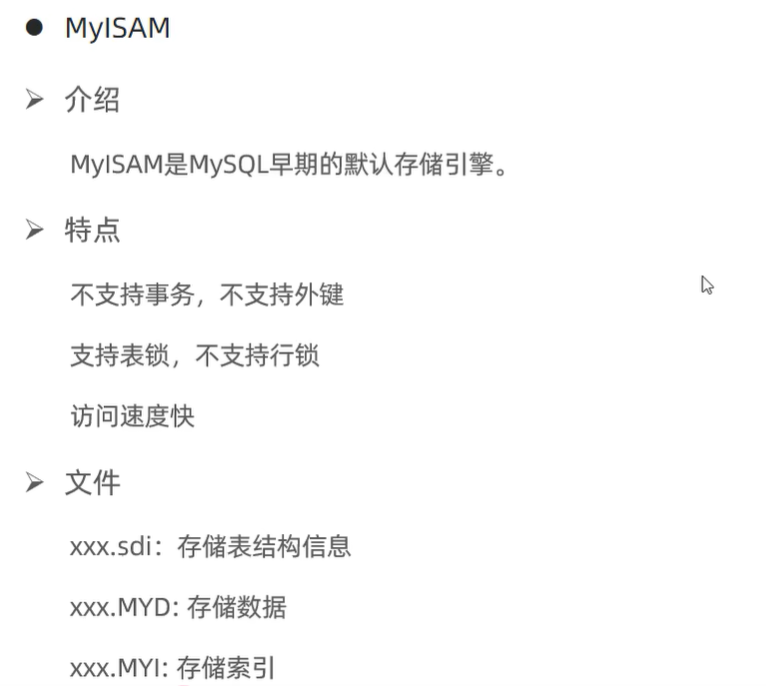 ● MyISAM
➢ 介绍
MyISAM是MySQL早期的默认存储引擎。
➢ 特点
不支持事务，不支持外键
支持表锁，不支持行锁
访问速度快
➢ 文件
xxx.sdi：存储表结构信息
xxx.MYD: 存储数据
xxx.MYI: 存储索引